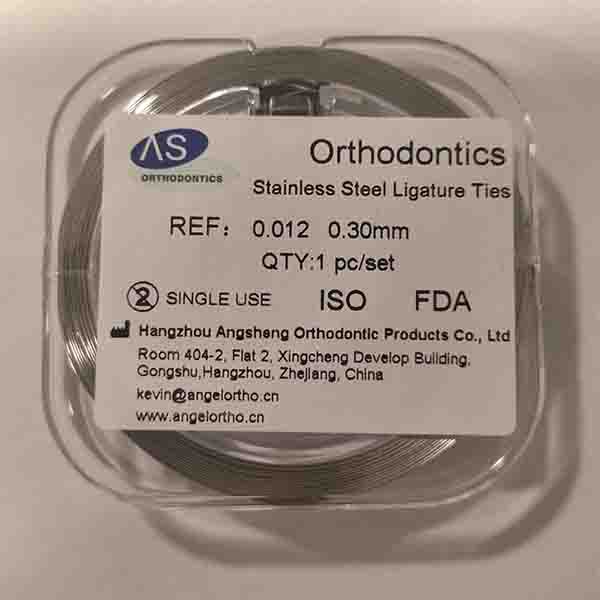 AS
ORTHODONTICS
Orthodontics
Stainless Steel Ligature Ties
REF: 0.012 0.30mm
QTY:1 pc/set
2 SINGLE USE ISO FDA
Hangzhou Angsheng Orthodontic Products Co., Ltd
Room 404-2, Flat 2, Xingcheng Develop Building,
Gongshu,Hangzhou, Zhejiang, China
kevin@angelortho.cn
www.angelortho.cn